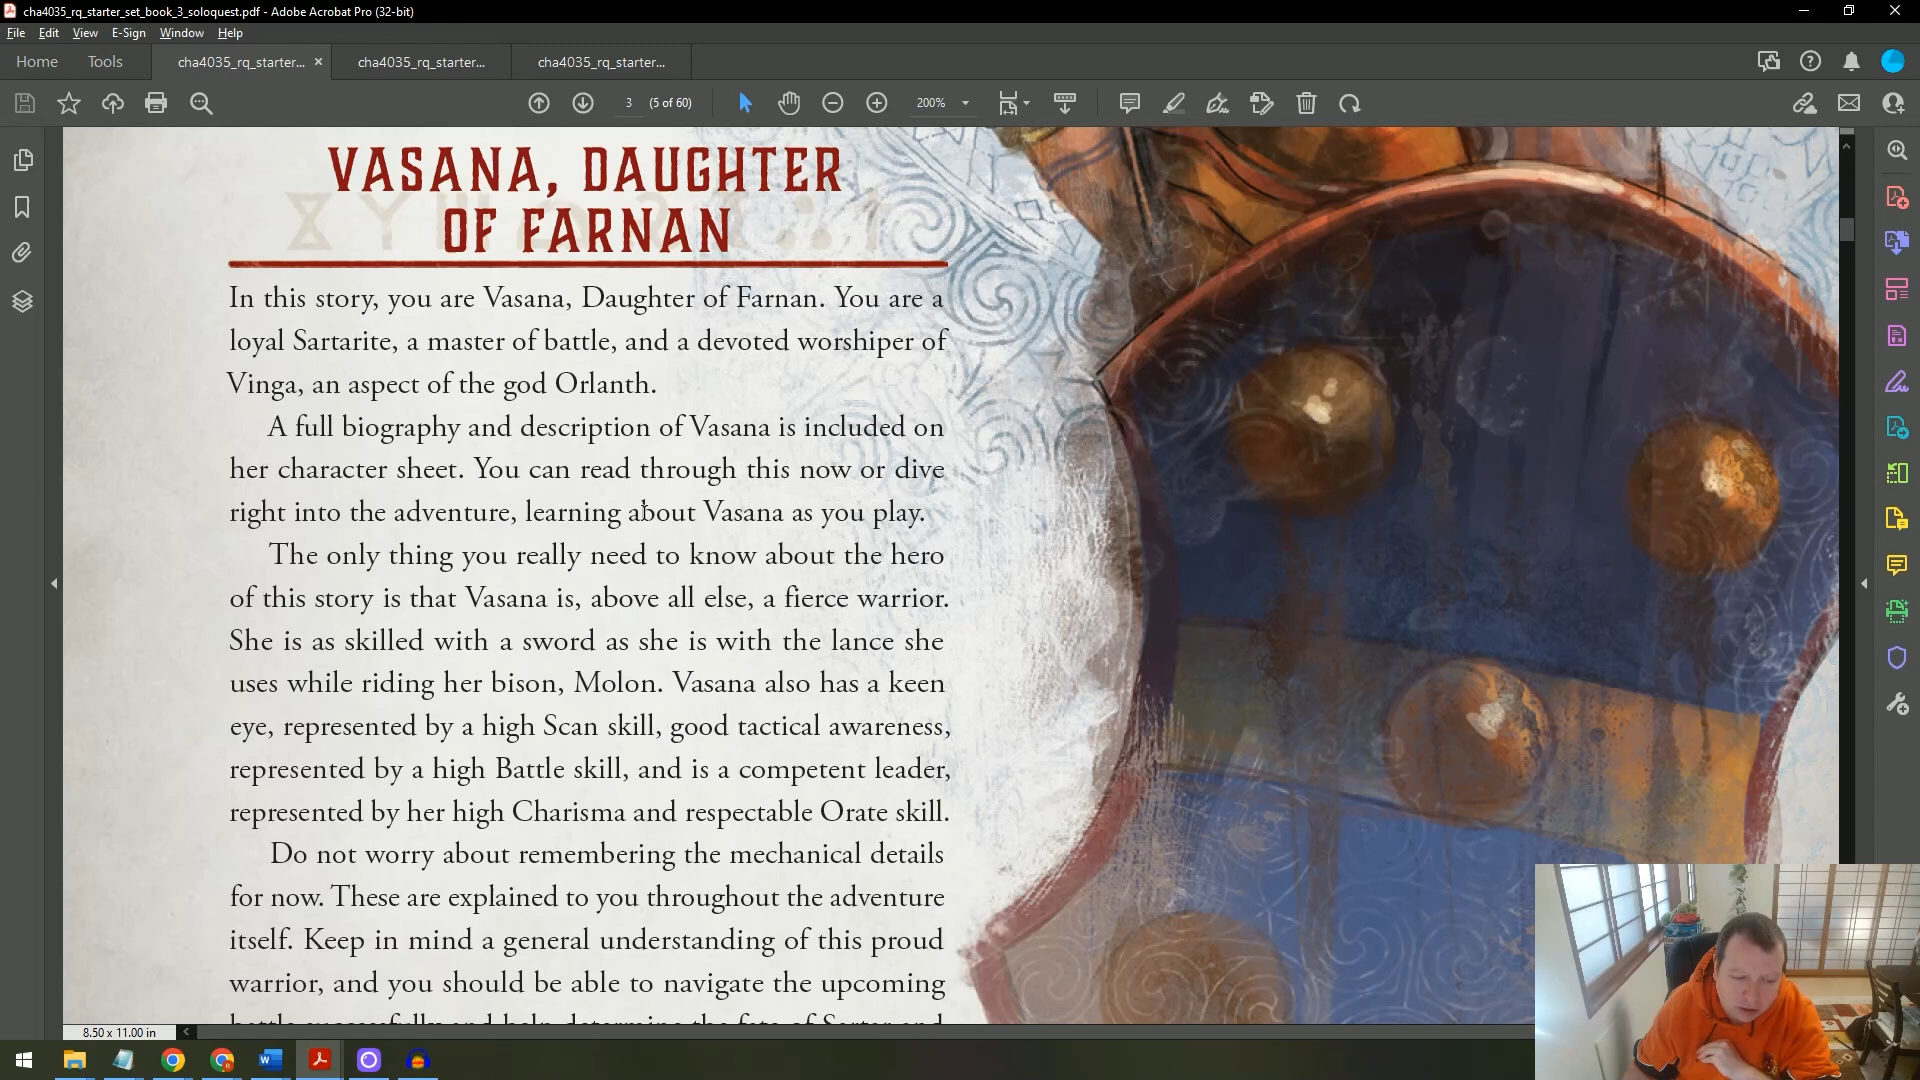 cha4035_rq_starter_set_book_3_soloquest.pdf - Adobe Acrobat Pro (32-bit)
File Edit View E-Sign Window Help
Home Tools cha4035_rq_starter... × cha4035_rq_starter... cha4035_rq_starter...
3 (5 of 60) 200%
VASANA, DAUGHTER
OF FARNAN
In this story, you are Vasana, Daughter of Farnan. You are a
loyal Sartarite, a master of battle, and a devoted worshiper of
Vinga, an aspect of the god Orlanth.
A full biography and description of Vasana is included on
her character sheet. You can read through this now or dive
right into the adventure, learning about Vasana as you play.
The only thing you really need to know about the hero
of this story is that Vasana is, above all else, a fierce warrior.
She is as skilled with a sword as she is with the lance she
uses while riding her bison, Molon. Vasana also has a keen
eye, represented by a high Scan skill, good tactical awareness,
represented by a high Battle skill, and is a competent leader,
represented by her high Charisma and respectable Orate skill.
Do not worry about remembering the mechanical details
for now. These are explained to you throughout the adventure
itself. Keep in mind a general understanding of this proud
warrior, and you should be able to navigate the upcoming
8.50 x 11.00 in